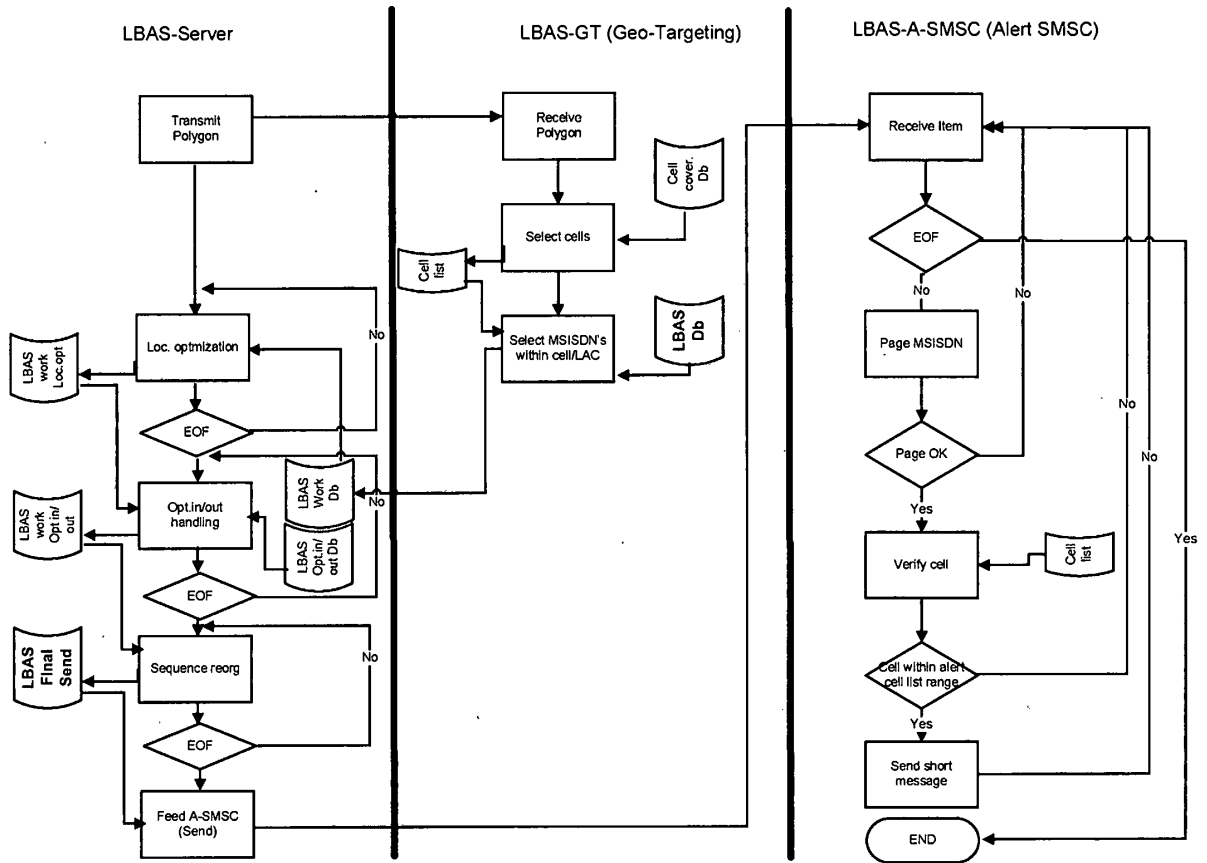 LBAS-Server
Transmit
Polygon
Loc. optmization
No
LBAS
work
Loc.opt
EOF
LBAS
Work
Db
Opt.in/out
handling
No
LBAS
work
Opt in/
out
LBAS
Opt.in/
out Db
EOF
Sequence reorg
No
LBAS
Final
Send
EOF
Feed A-SMSC
(Send)
LBAS-GT (Geo-Targeting)
Receive
Polygon
Cell
cover.
Db
Select cells
Cell
list
Select MSISDN's
within cell/LAC
LBAS
Db
LBAS-A-SMSC (Alert SMSC)
Receive Item
EOF
No
No
Page MSISDN
No
Page OK
No
Yes
Yes
Verify cell
Cell
list
Cell within alert
cell list range
Yes
Send short
message
END